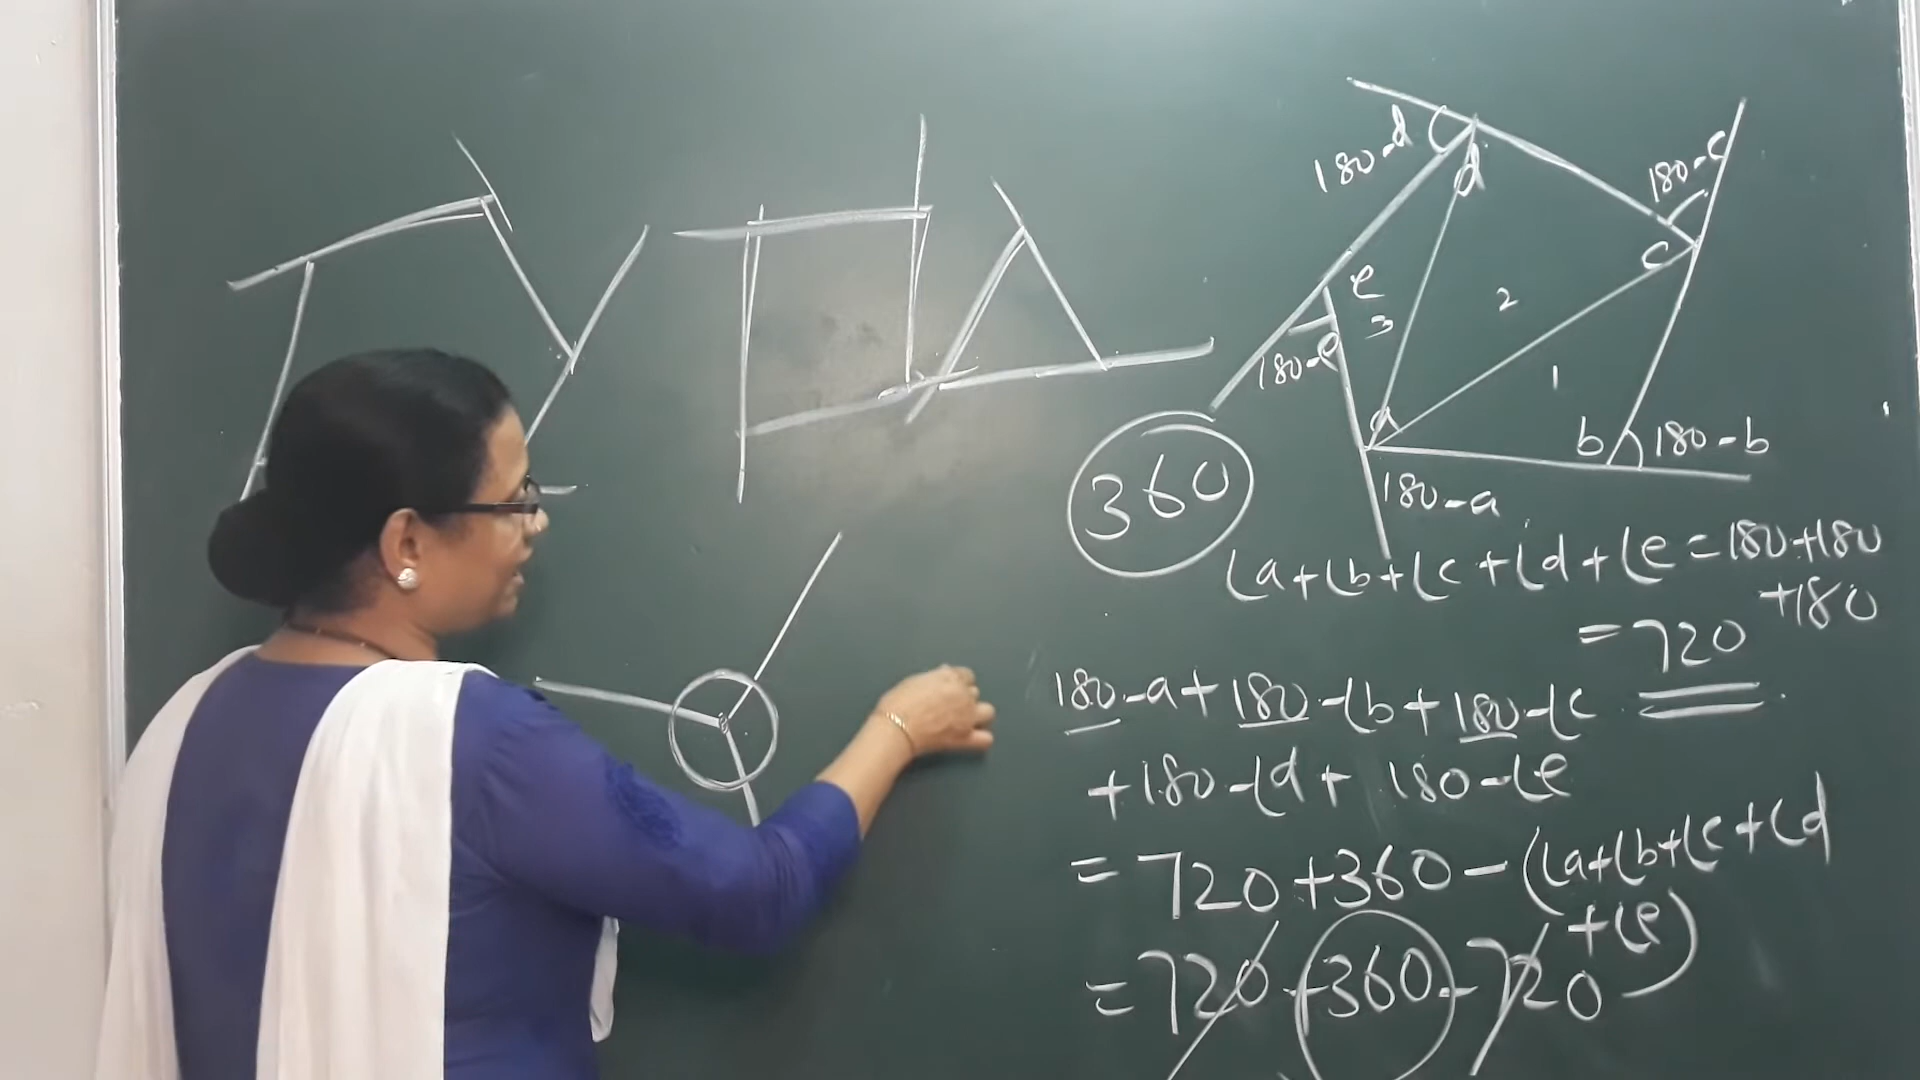 180-d
d
180-c
c
e
3
2
180-e
1
a
b
180-b
180-a
360
∠a+∠b+∠c+∠d+∠e=180+180
+180
=720
180-a+180-∠b+180-∠c
+180-∠d+180-∠e
=720+360-(∠a+∠b+∠c+∠d
+∠e)
=720+360-720